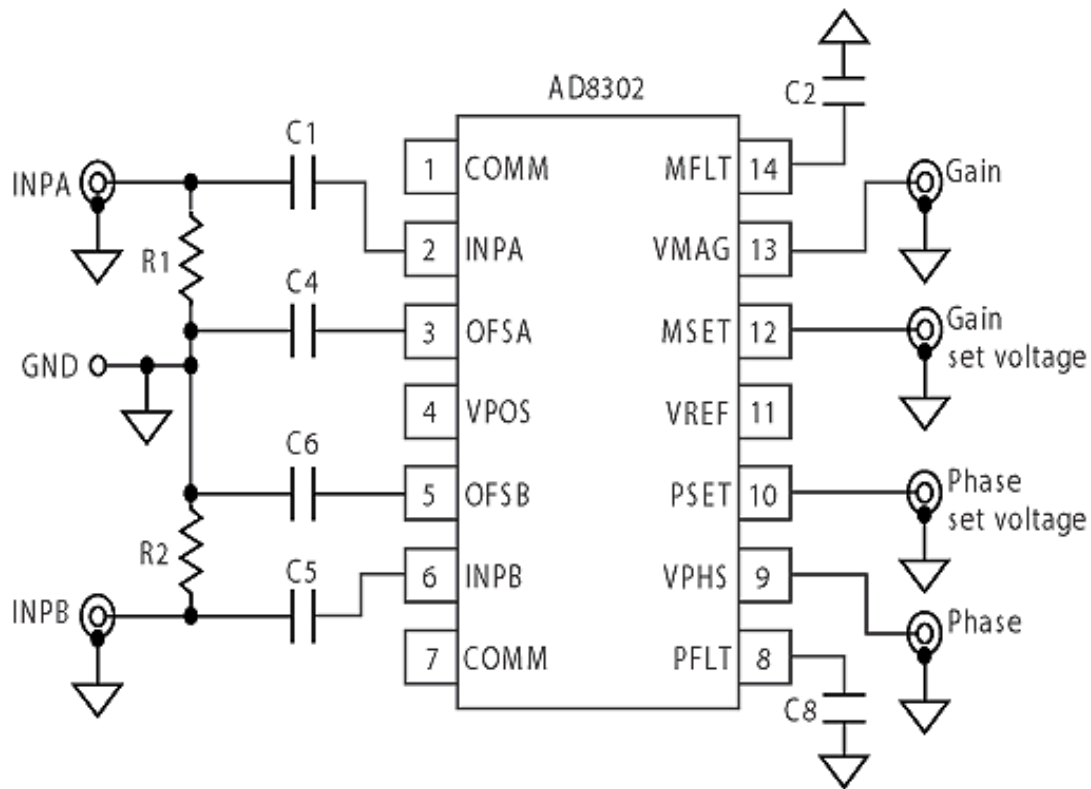 AD8302
C2
C1
INPA
1 COMM
MFLT 14
Gain
R1
2 INPA
VMAG 13
C4
3 OFSA
MSET 12
Gain
set voltage
GND
4 VPOS
VREF 11
C6
5 OFSB
PSET 10
Phase
set voltage
R2
C5
6 INPB
VPHS 9
INPB
Phase
7 COMM
PFLT 8
C8